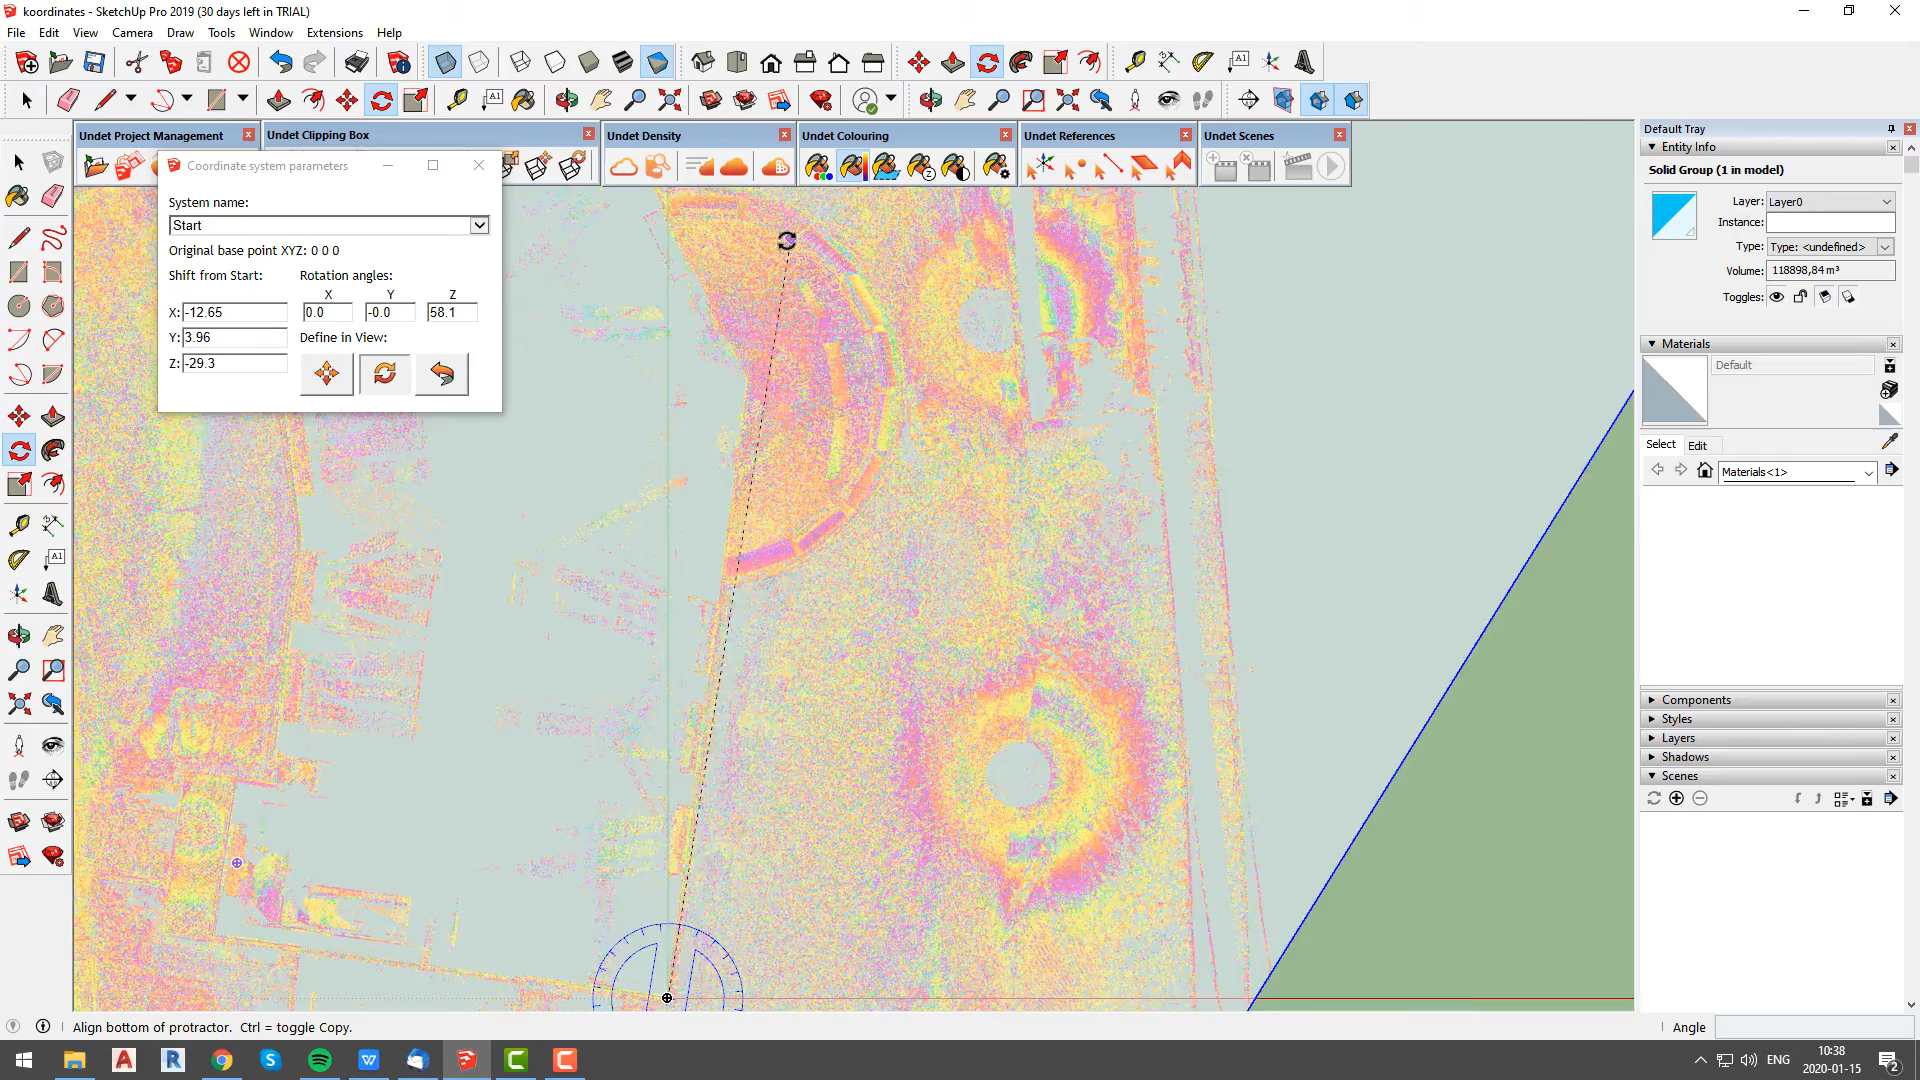 koordinates - SketchUp Pro 2019 (30 days left in TRIAL)
File Edit View Camera Draw Tools Window Extensions Help
A1
A1
Undet Project Management Undet Clipping Box Undet Density Undet Colouring Undet References Undet Scenes
Coordinate system parameters
System name:
Start
Original base point XYZ: 0 0 0
Shift from Start: Rotation angles:
X Y Z
X: -12.65 0.0 -0.0 58.1
Y: 3.96 Define in View:
Z: -29.3
A1
Default Tray
Entity Info
Solid Group (1 in model)
Layer: Layer0
Instance:
Type: Type: <undefined>
Volume: 118898,84 m³
Toggles:
Materials
Default
Select Edit
Materials<1>
Components
Styles
Layers
Shadows
Scenes
Align bottom of protractor. Ctrl = toggle Copy.
Angle
ENG
10:38
2020-01-15
2